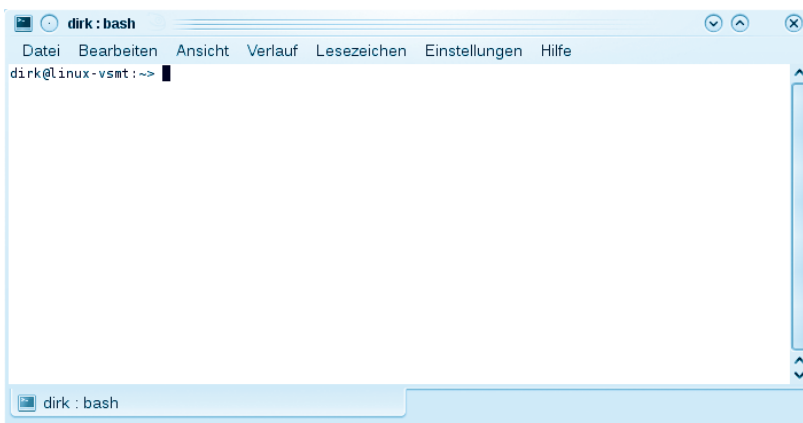 dirk : bash
Datei Bearbeiten Ansicht Verlauf Lesezeichen Einstellungen Hilfe
dirk@linux-vsmt:~>
dirk : bash